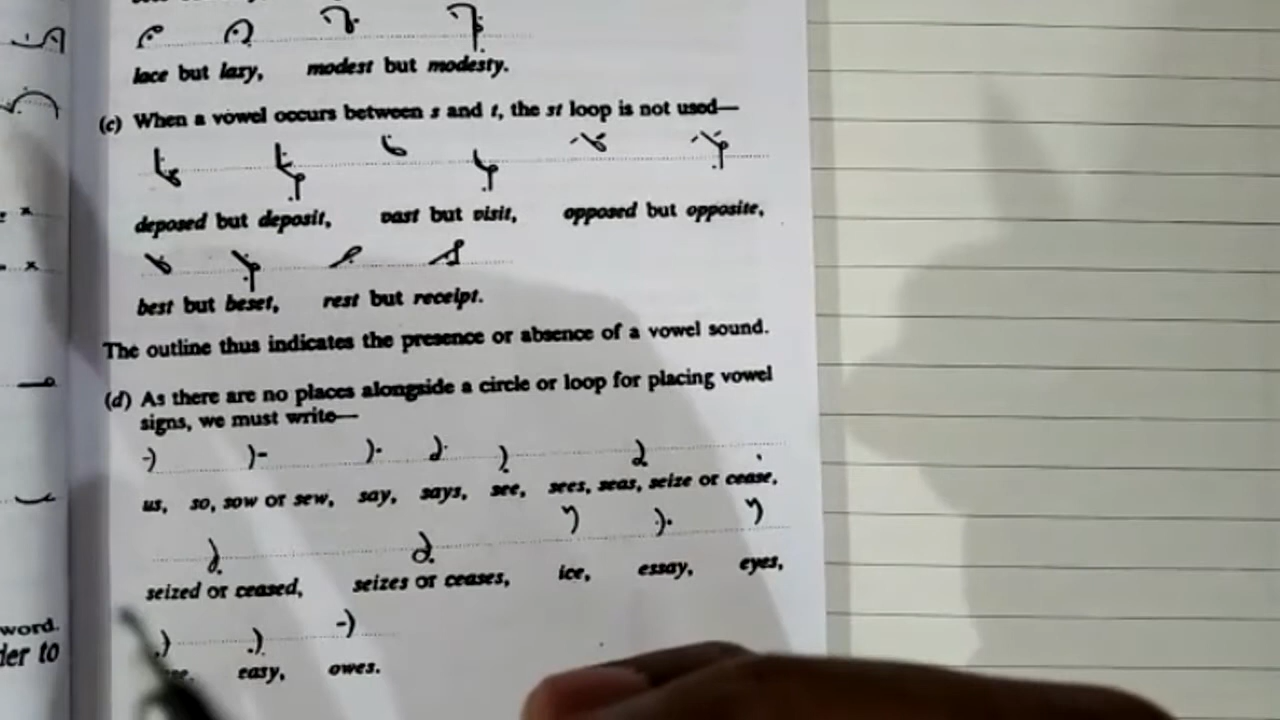 lace but lazy, modest but modesty.
(c) When a vowel occurs between s and t, the st loop is not used—
deposed but deposit, vast but visit, opposed but opposite,
best but beset, rest but receipt.
The outline thus indicates the presence or absence of a vowel sound.
(d) As there are no places alongside a circle or loop for placing vowel
signs, we must write—
us, so, sow or sew, say, says, see, sees, seas, seize or cease,
seized or ceased, seizes or ceases, ice, essay, eyes,
easy, owes.
word.
to